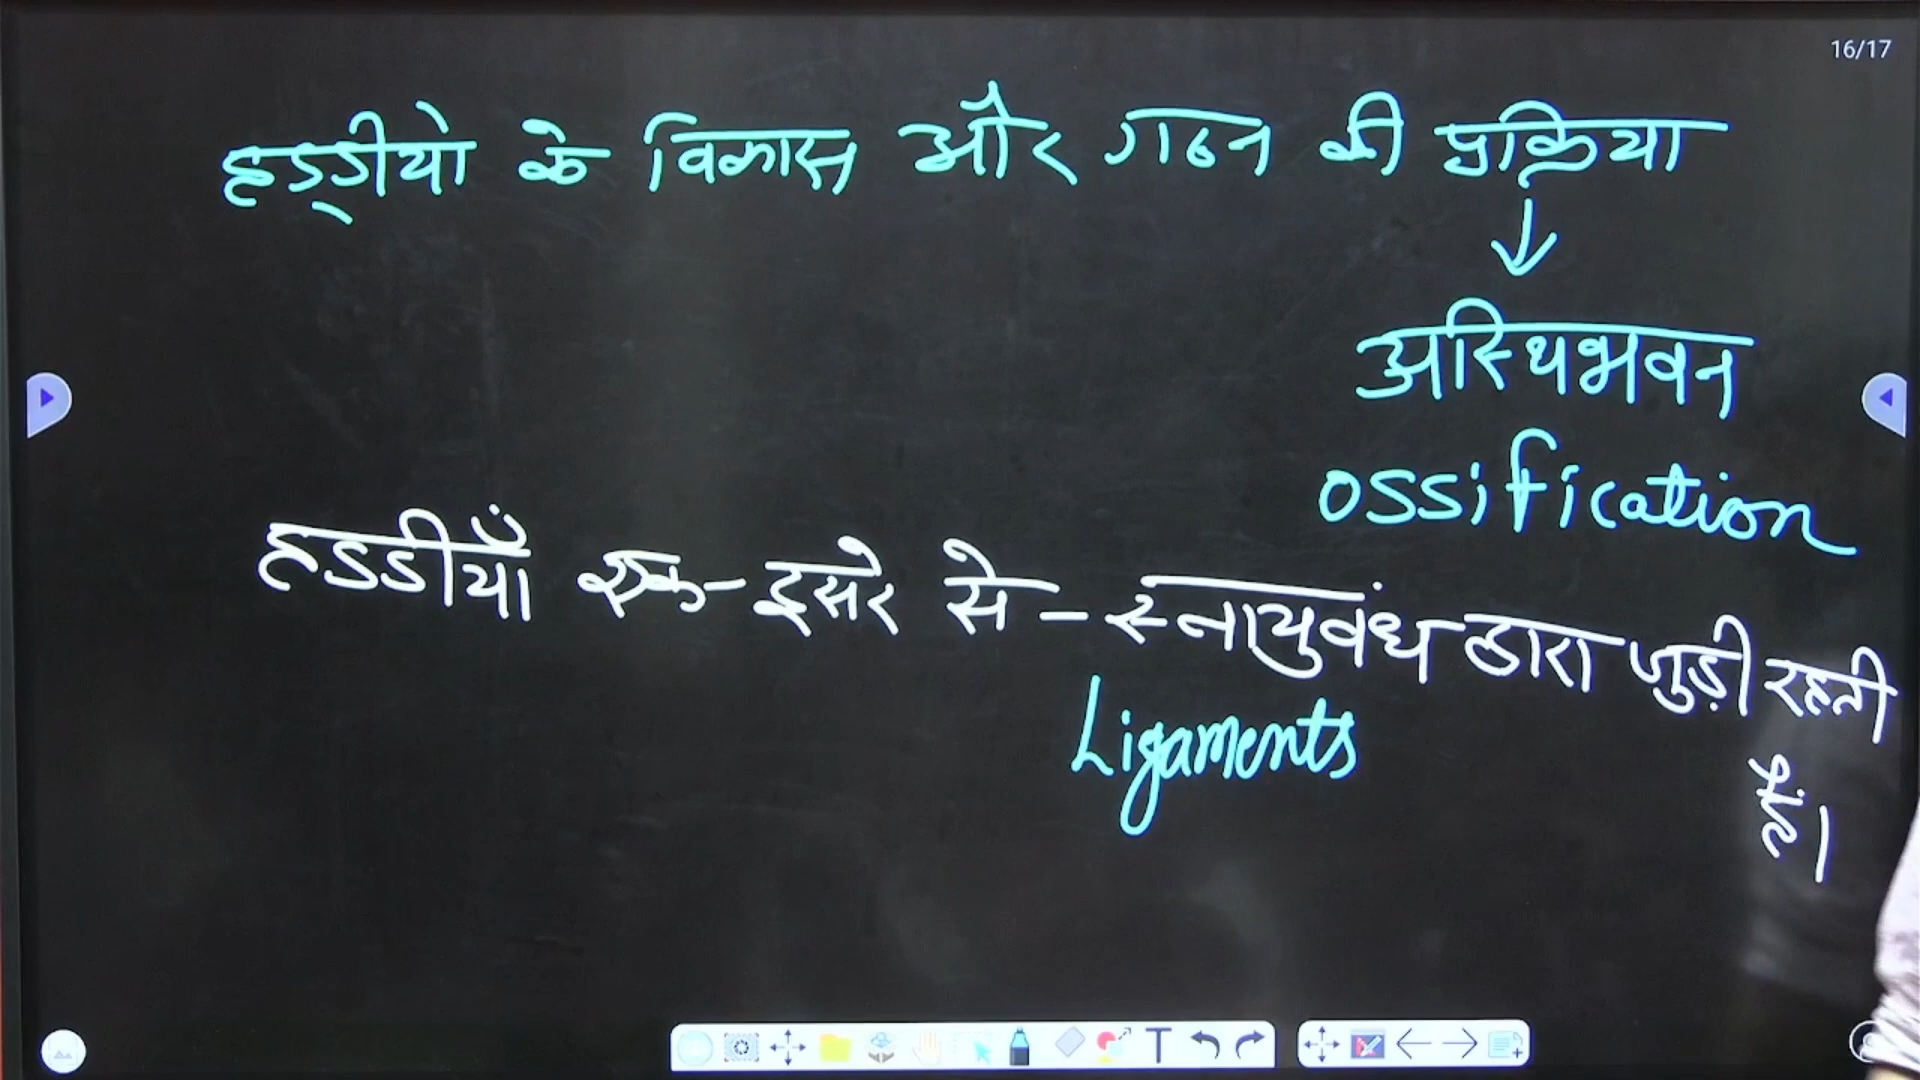 16/17
हड्डीयो के विकास और गठन की प्रक्रिया
↓
अस्थिभवन
ossification
हडडीयाँ एक-दुसरे से - स्नायुबंध द्वारा जुड़ी रहती
Ligaments
हैं।